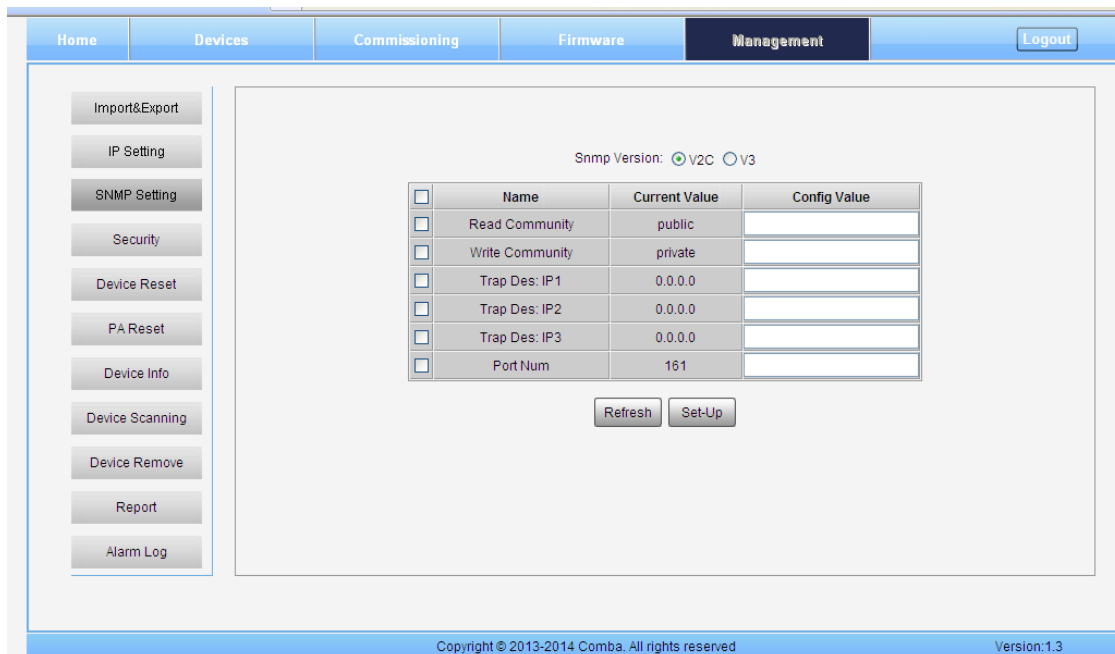 Home Devices Commissioning Firmware Management Logout
Import&Export
IP Setting
SNMP Setting
Security
Device Reset
PA Reset
Device Info
Device Scanning
Device Remove
Report
Alarm Log
Snmp Version: V2C V3
Name Current Value Config Value
Read Community public
Write Community private
Trap Des: IP1 0.0.0.0
Trap Des: IP2 0.0.0.0
Trap Des: IP3 0.0.0.0
Port Num 161
Refresh Set-Up
Copyright © 2013-2014 Comba. All rights reserved Version:1.3